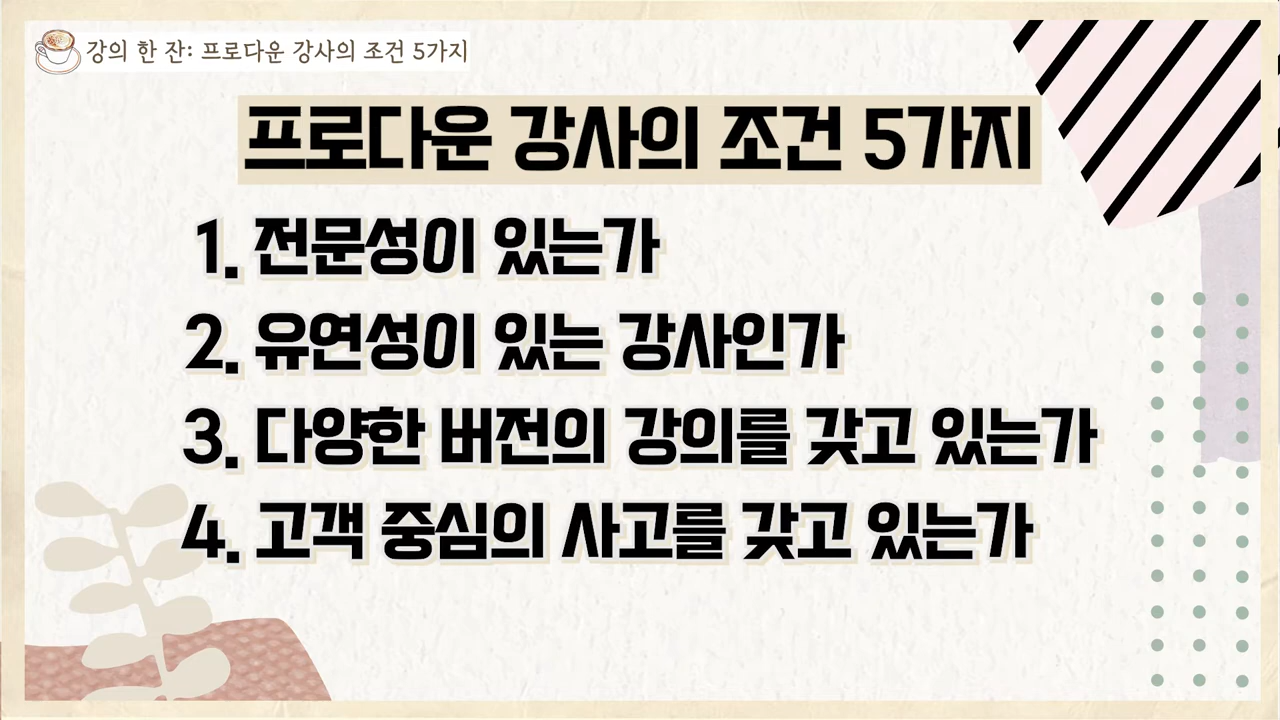 강의 한 잔: 프로다운 강사의 조건 5가지
프로다운 강사의 조건 5가지
1. 전문성이 있는가
2. 유연성이 있는 강사인가
3. 다양한 버전의 강의를 갖고 있는가
4. 고객 중심의 사고를 갖고 있는가